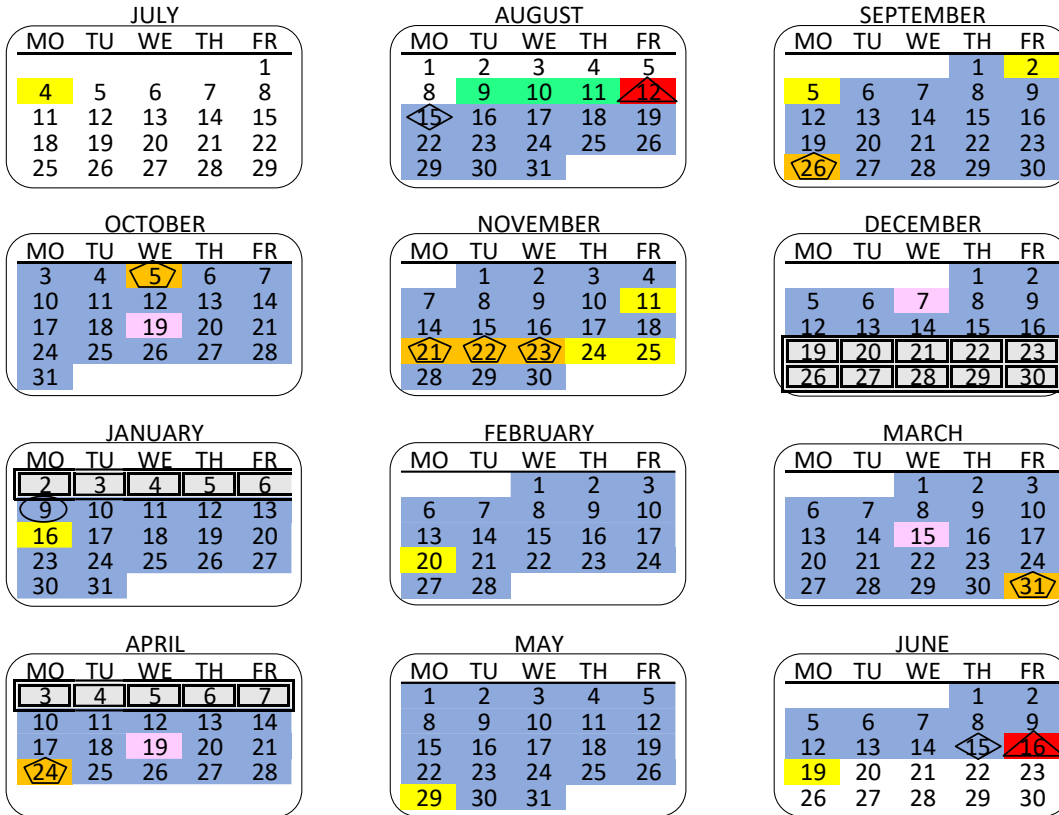 JULY
MO TU WE TH FR
1
4 5 6 7 8
11 12 13 14 15
18 19 20 21 22
25 26 27 28 29
AUGUST
MO TU WE TH FR
1 2 3 4 5
8 9 10 11 12
15 16 17 18 19
22 23 24 25 26
29 30 31
SEPTEMBER
MO TU WE TH FR
1 2
5 6 7 8 9
12 13 14 15 16
19 20 21 22 23
26 27 28 29 30
OCTOBER
MO TU WE TH FR
3 4 5 6 7
10 11 12 13 14
17 18 19 20 21
24 25 26 27 28
31
NOVEMBER
MO TU WE TH FR
1 2 3 4
7 8 9 10 11
14 15 16 17 18
21 22 23 24 25
28 29 30
DECEMBER
MO TU WE TH FR
1 2
5 6 7 8 9
12 13 14 15 16
19 20 21 22 23
26 27 28 29 30
JANUARY
MO TU WE TH FR
2 3 4 5 6
9 10 11 12 13
16 17 18 19 20
23 24 25 26 27
30 31
FEBRUARY
MO TU WE TH FR
1 2 3
6 7 8 9 10
13 14 15 16 17
20 21 22 23 24
27 28
MARCH
MO TU WE TH FR
1 2 3
6 7 8 9 10
13 14 15 16 17
20 21 22 23 24
27 28 29 30 31
APRIL
MO TU WE TH FR
3 4 5 6 7
10 11 12 13 14
17 18 19 20 21
24 25 26 27 28
MAY
MO TU WE TH FR
1 2 3 4 5
8 9 10 11 12
15 16 17 18 19
22 23 24 25 26
29 30 31
JUNE
MO TU WE TH FR
1 2
5 6 7 8 9
12 13 14 15 16
19 20 21 22 23
26 27 28 29 30